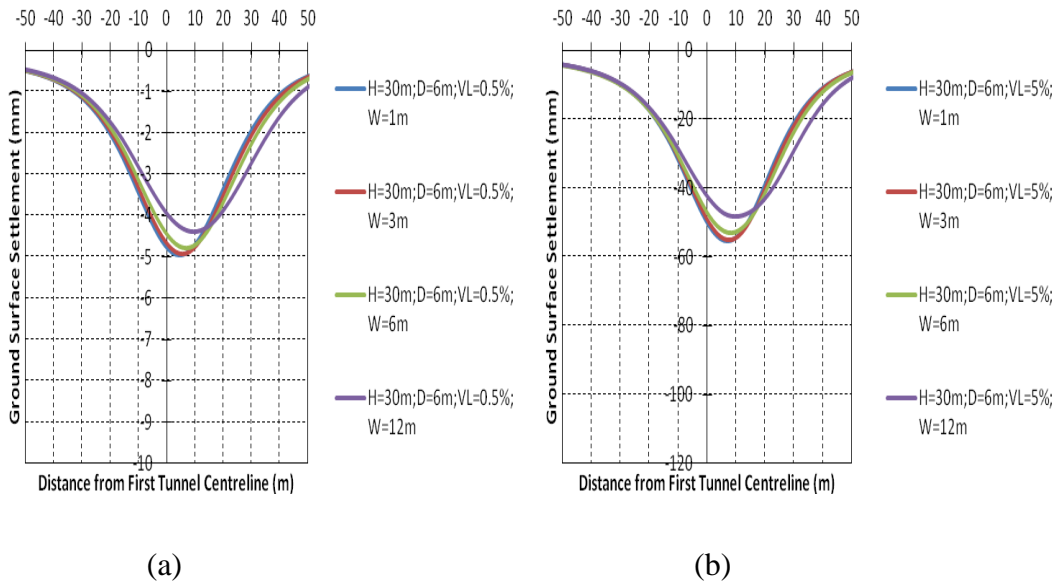 -50 -40 -30 -20 -10 0 10 20 30 40 50
0
-1
-2
-3
-4
-5
-6
-7
-8
-9
-10
Ground Surface Settlement (mm)
Distance from First Tunnel Centreline (m)
H=30m;D=6m;VL=0.5%;
W=1m
H=30m;D=6m;VL=0.5%;
W=3m
H=30m;D=6m;VL=0.5%;
W=6m
H=30m;D=6m;VL=0.5%;
W=12m
(a)
-50 -40 -30 -20 -10 0 10 20 30 40 50
0
-20
-40
-60
-80
-100
-120
Ground Surface Settlement (mm)
Distance from First Tunnel Centreline (m)
H=30m;D=6m;VL=5%;
W=1m
H=30m;D=6m;VL=5%;
W=3m
H=30m;D=6m;VL=5%;
W=6m
H=30m;D=6m;VL=5%;
W=12m
(b)